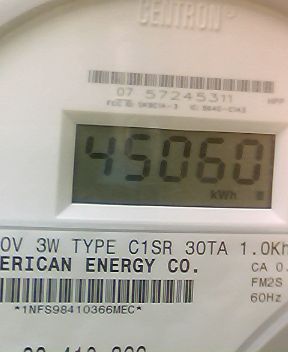 CENTRON
07 57245311
45060
kWh
0V 3W TYPE C1SR 30TA 1.0Kh
ERICAN ENERGY CO.
CA 0.
FM2S
60Hz
*1NFS98410366MEC*